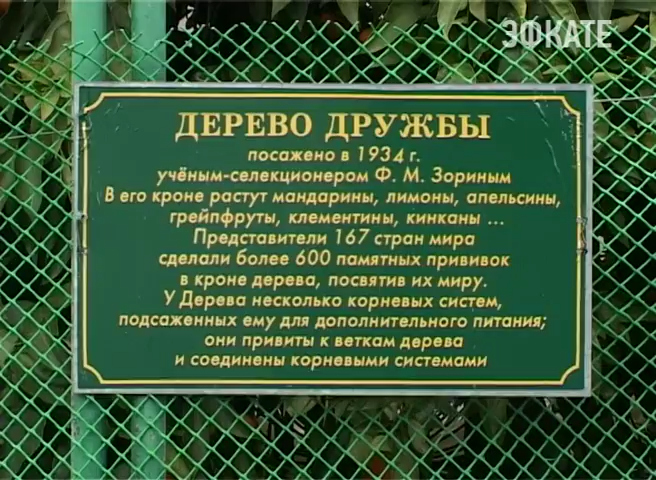 ЭФКАТЕ
ДЕРЕВО ДРУЖБЫ
посажено в 1934 г.
учёным-селекционером Ф. М. Зориным
В его кроне растут мандарины, лимоны, апельсины,
грейпфруты, клементины, кинканы ...
Представители 167 стран мира
сделали более 600 памятных прививок
в кроне дерева, посвятив их миру.
У Дерева несколько корневых систем,
подсаженных ему для дополнительного питания;
они привиты к веткам дерева
и соединены корневыми системами